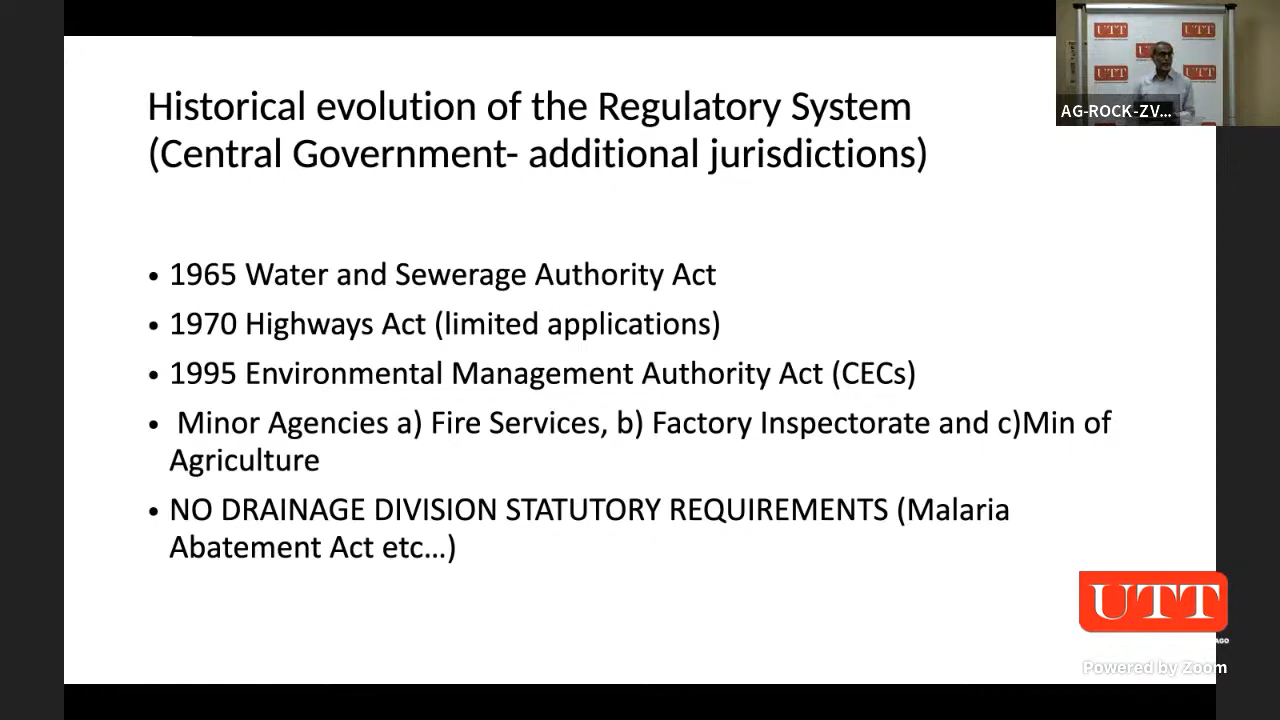 Historical evolution of the Regulatory System
(Central Government- additional jurisdictions)
• 1965 Water and Sewerage Authority Act
• 1970 Highways Act (limited applications)
• 1995 Environmental Management Authority Act (CECs)
• Minor Agencies a) Fire Services, b) Factory Inspectorate and c)Min of
Agriculture
• NO DRAINAGE DIVISION STATUTORY REQUIREMENTS (Malaria
Abatement Act etc…)
UTT
UTT
UTT
UTT
UTT
AG-ROCK-ZV...
UTT
AGO
Powered by Zoom